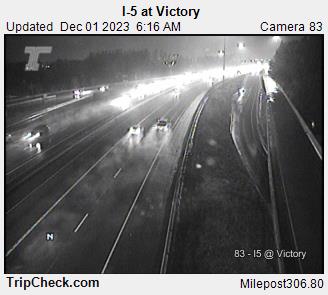 I-5 at Victory
Updated Dec 01 2023 6:16 AM Camera 83
T
N
83 - I5 @ Victory
TripCheck.com Milepost306.80